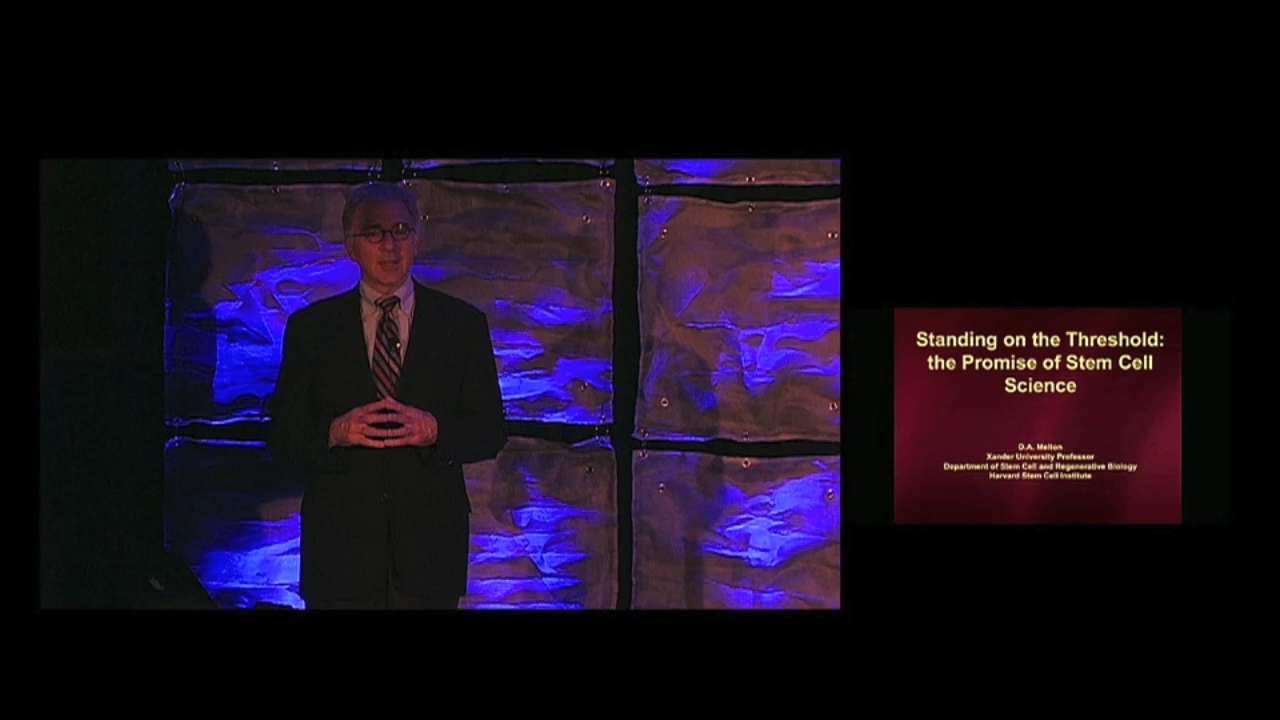 Standing on the Threshold:
the Promise of Stem Cell
Science
D.A. Melton
Xander University Professor
Department of Stem Cell and Regenerative Biology
Harvard Stem Cell Institute